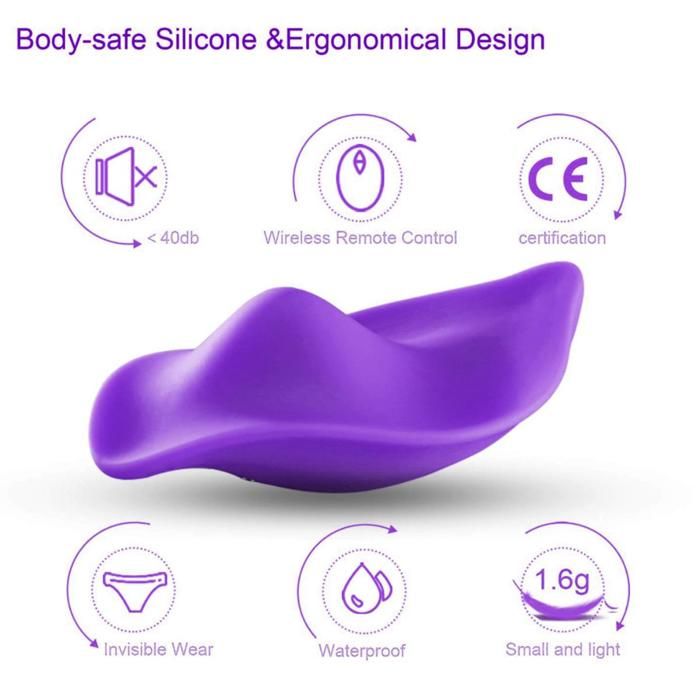 Body-safe Silicone &Ergonomical Design
< 40db
Wireless Remote Control
CE
certification
Invisible Wear
Waterproof
1.6g
Small and light